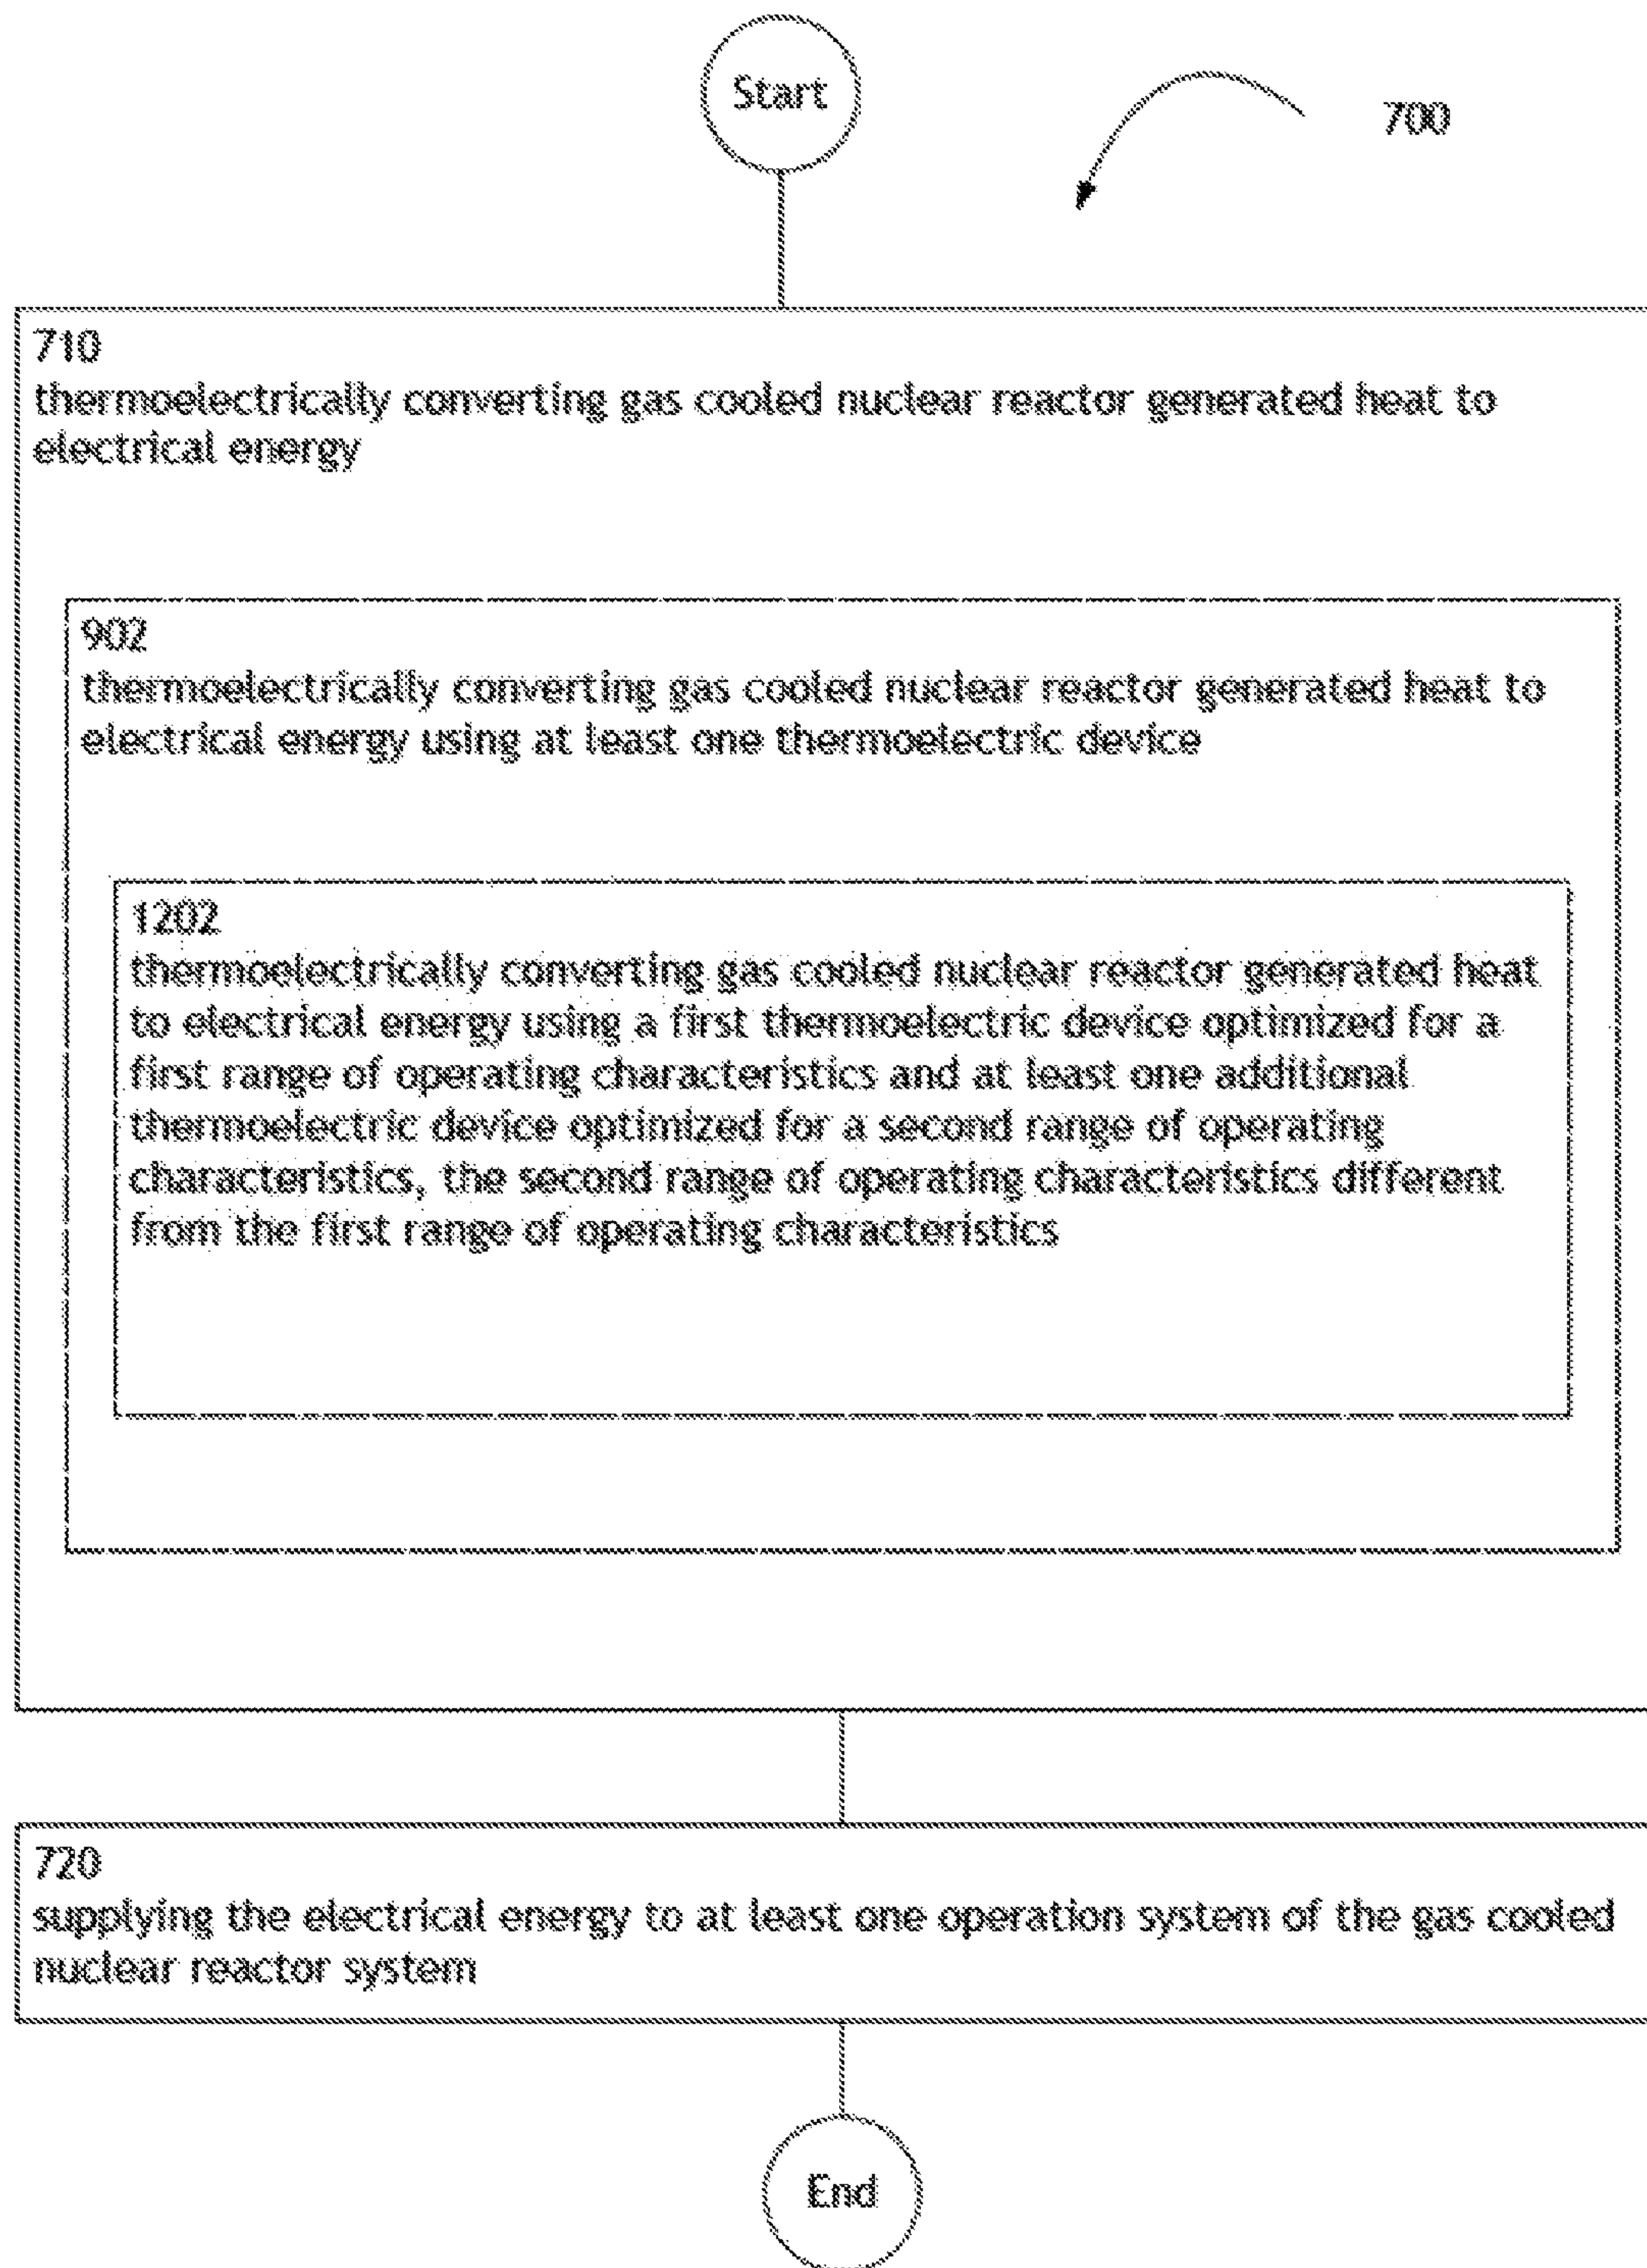 Start
700
710
thermoelectrically converting gas cooled nuclear reactor generated heat to
electrical energy
902
thermoelectrically converting gas cooled nuclear reactor generated heat to
electrical energy using at least one thermoelectric device
1202
thermoelectrically converting gas cooled nuclear reactor generated heat
to electrical energy using a first thermoelectric device optimized for a
first range of operating characteristics and at least one additional
thermoelectric device optimized for a second range of operating
characteristics, the second range of operating characteristics different
from the first range of operating characteristics
720
supplying the electrical energy to at least one operation system of the gas cooled
nuclear reactor system
End